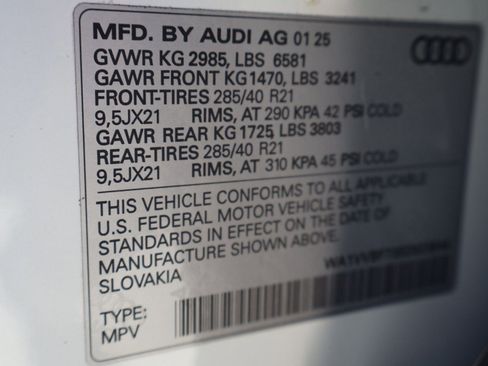 MFD. BY AUDI AG 01 25
GVWR KG 2985, LBS 6581
GAWR FRONT KG 1470, LBS 3241
FRONT-TIRES 285/40 R21
9,5JX21 RIMS, AT 290 KPA 42 PSI COLD
GAWR REAR KG 1725, LBS 3803
REAR-TIRES 285/40 R21
9,5JX21 RIMS, AT 310 KPA 45 PSI COLD
THIS VEHICLE CONFORMS TO ALL APPLICABLE
U.S. FEDERAL MOTOR VEHICLE SAFETY
STANDARDS IN EFFECT ON THE DATE OF
MANUFACTURE SHOWN ABOVE.
SLOVAKIA
TYPE:
MPV